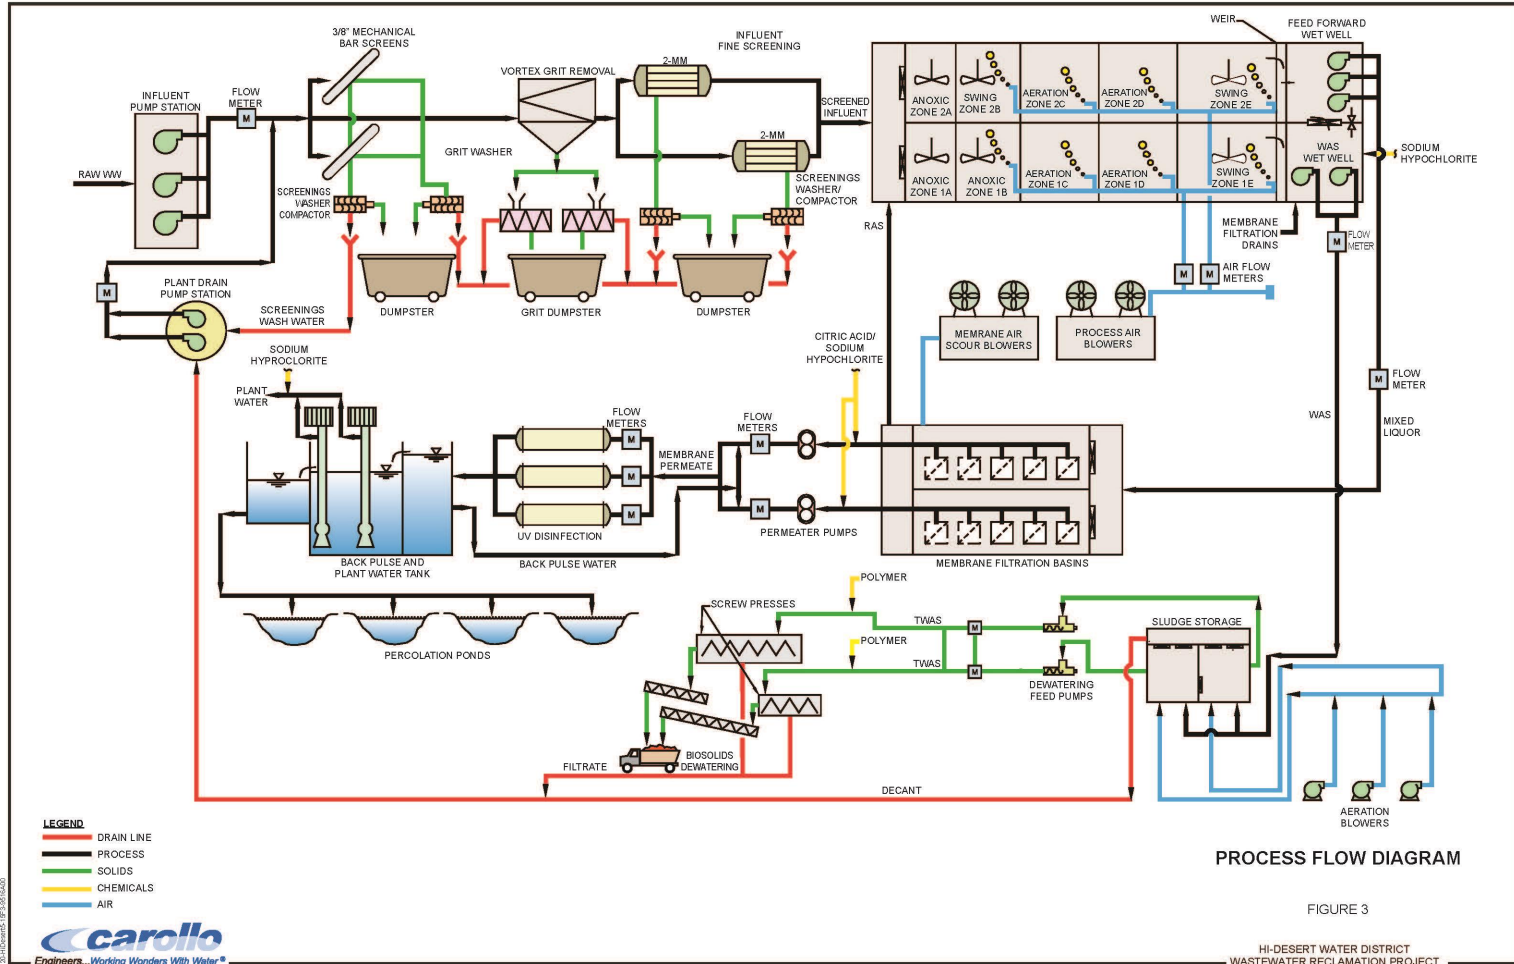 3/8" MECHANICAL
BAR SCREENS
INFLUENT
PUMP STATION
FLOW
METER
M
RAW WW
VORTEX GRIT REMOVAL
INFLUENT
FINE SCREENING
2-MM
2-MM
SCREENED
INFLUENT
GRIT WASHER
SCREENINGS
WASHER
COMPACTOR
SCREENINGS
WASHER/
COMPACTOR
DUMPSTER
GRIT DUMPSTER
DUMPSTER
M
PLANT DRAIN
PUMP STATION
SCREENINGS
WASH WATER
WEIR
FEED FORWARD
WET WELL
ANOXIC
ZONE 2A
SWING
ZONE 2B
AERATION
ZONE 2C
AERATION
ZONE 2D
SWING
ZONE 2E
ANOXIC
ZONE 1A
ANOXIC
ZONE 1B
AERATION
ZONE 1C
AERATION
ZONE 1D
SWING
ZONE 1E
WAS
WET WELL
SODIUM
HYPOCHLORITE
RAS
MEMBRANE
FILTRATION
DRAINS
M
FLOW
METER
M
M
AIR FLOW
METERS
MEMRANE AIR
SCOUR BLOWERS
PROCESS AIR
BLOWERS
M
FLOW
METER
WAS
MIXED
LIQUOR
SODIUM
HYPROCLORITE
PLANT
WATER
FLOW
METERS
M
M
M
MEMBRANE
PERMEATE
FLOW
METERS
M
M
CITRIC ACID/
SODIUM
HYPOCHLORITE
UV DISINFECTION
PERMEATER PUMPS
MEMBRANE FILTRATION BASINS
BACK PULSE AND
PLANT WATER TANK
BACK PULSE WATER
PERCOLATION PONDS
POLYMER
SCREW PRESSES
TWAS
M
POLYMER
TWAS
M
DEWATERING
FEED PUMPS
SLUDGE STORAGE
BIOSOLIDS
DEWATERING
FILTRATE
DECANT
AERATION
BLOWERS
LEGEND
DRAIN LINE
PROCESS
SOLIDS
CHEMICALS
AIR
PROCESS FLOW DIAGRAM
FIGURE 3
carollo
Engineers...Working Wonders With Water®
HI-DESERT WATER DISTRICT
WASTEWATER RECLAMATION PROJECT